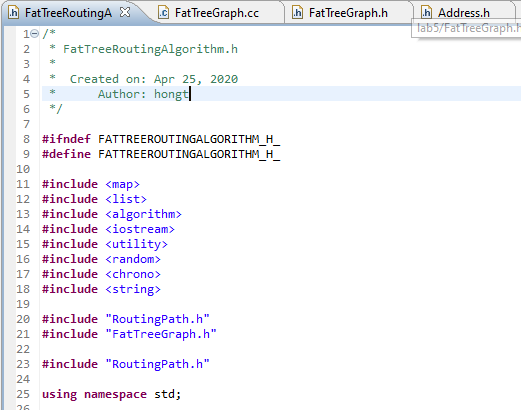 FatTreeRoutingA FatTreeGraph.cc FatTreeGraph.h Address.h
lab5/FatTreeGraph.h
1 /*
2 * FatTreeRoutingAlgorithm.h
3 *
4 * Created on: Apr 25, 2020
5 * Author: hongt
6 */
7
8 #ifndef FATTREEROUTINGALGORITHM_H_
9 #define FATTREEROUTINGALGORITHM_H_
10
11 #include <map>
12 #include <list>
13 #include <algorithm>
14 #include <iostream>
15 #include <utility>
16 #include <random>
17 #include <chrono>
18 #include <string>
19
20 #include "RoutingPath.h"
21 #include "FatTreeGraph.h"
22
23 #include "RoutingPath.h"
24
25 using namespace std;
26